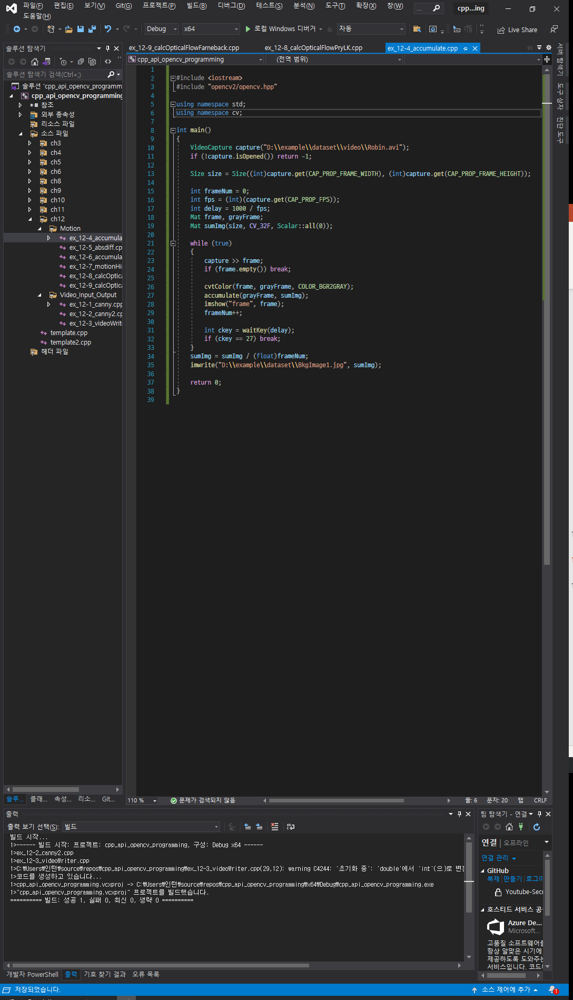 파일(F) 편집(E) 보기(V) Git(G) 프로젝트(P) 빌드(B) 디버그(D) 테스트(S) 분석(N) 도구(T) 확장(X) 창(W) ... cpp...ing
도움말(H)
Debug x64 로컬 Windows 디버거 자동 Live Share
솔루션 탐색기
솔루션 탐색기 검색(Ctrl+;)
솔루션 'cpp_api_opencv_programm
cpp_api_opencv_programming
참조
외부 종속성
리소스 파일
소스 파일
ch3
ch4
ch5
ch6
ch8
ch9
ch10
ch11
ch12
Motion
ex_12-4_accumula
ex_12-5_absdiff.cp
ex_12-6_accumula
ex_12-7_motionHis
ex_12-8_calcOptica
ex_12-9_calcOptica
Video_Input_Output
ex_12-1_canny.cpp
ex_12-2_canny2.cp
ex_12-3_videoWrit
template.cpp
template2.cpp
헤더 파일
솔루... 클래... 속성... 리소... Git...
ex_12-9_calcOpticalFlowFarneback.cpp ex_12-8_calcOpticalFlowPryLK.cpp ex_12-4_accumulate.cpp
cpp_api_opencv_programming (전역 범위)
1
2 #include <iostream>
3 #include "opencv2/opencv.hpp"
4
5 using namespace std;
6 using namespace cv;
7
8 int main()
9 {
10 VideoCapture capture("D:\\example\\dataset\\video\\Robin.avi");
11 if (!capture.isOpened()) return -1;
12
13 Size size = Size((int)capture.get(CAP_PROP_FRAME_WIDTH), (int)capture.get(CAP_PROP_FRAME_HEIGHT));
14
15 int frameNum = 0;
16 int fps = (int)(capture.get(CAP_PROP_FPS));
17 int delay = 1000 / fps;
18 Mat frame, grayFrame;
19 Mat sumImg(size, CV_32F, Scalar::all(0));
20
21 while (true)
22 {
23 capture >> frame;
24 if (frame.empty()) break;
25
26 cvtColor(frame, grayFrame, COLOR_BGR2GRAY);
27 accumulate(grayFrame, sumImg);
28 imshow("frame", frame);
29 frameNum++;
30
31 int ckey = waitKey(delay);
32 if (ckey == 27) break;
33 }
34 sumImg = sumImg / (float)frameNum;
35 imwrite("D:\\example\\dataset\\BkgImage1.jpg", sumImg);
36
37 return 0;
38 }
39
110 % 문제가 검색되지 않음 줄: 6 문자: 20 탭 CRLF
서버 탐색기
도구 상자
진단 도구
출력
출력 보기 선택(S): 빌드
빌드 시작...
1>------ 빌드 시작: 프로젝트: cpp_api_opencv_programming, 구성: Debug x64 ------
1>ex_12-2_canny2.cpp
1>ex_12-3_videoWriter.cpp
1>C:₩Users₩인턴₩source₩repos₩cpp_api_opencv_programming₩ex_12-3_videoWriter.cpp(29,12): warning C4244: '초기화 중': 'double'에서 'int'(으)로 변환
1>코드를 생성하고 있습니다...
1>cpp_api_opencv_programming.vcxproj -> C:₩Users₩인턴₩source₩repos₩cpp_api_opencv_programming₩x64₩Debug₩cpp_api_opencv_programming.exe
1>"cpp_api_opencv_programming.vcxproj" 프로젝트를 빌드했습니다.
========== 빌드: 성공 1, 실패 0, 최신 0, 생략 0 ==========
개발자 PowerShell 출력 기호 찾기 결과 오류 목록
팀 탐색기 - 연결
연결 | 오프라인
연결 관리
GitHub
복제 | 만들기 | 로그아
Youtube-Secr
호스티드 서비스 공
Azure De...
Microsoft...
고품질 소프트웨어를
항상 알맞은 시기에
제공하도록 도와주는
서비스입니다. 코드
저장되었습니다. 소스 제어에 추가 1